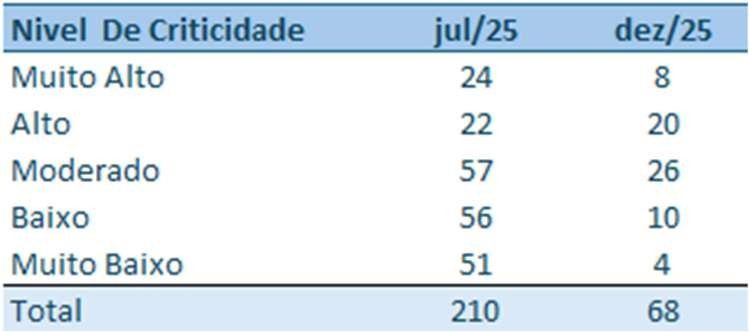 Nivel De Criticidade jul/25 dez/25
Muito Alto 24 8
Alto 22 20
Moderado 57 26
Baixo 56 10
Muito Baixo 51 4
Total 210 68